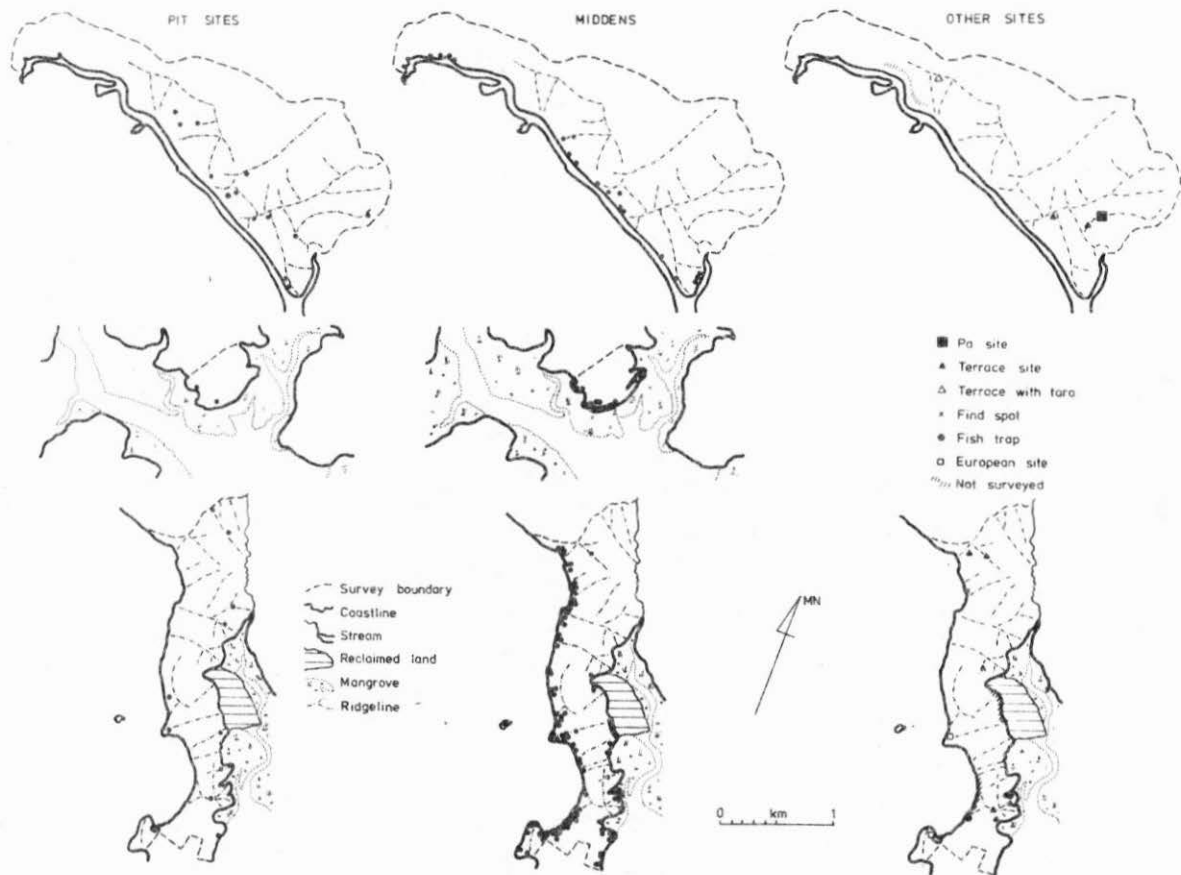 PIT SITES
MIDDENS
OTHER SITES
Pa site
Terrace site
Terrace with taro
Find spot
Fish trap
European site
Not surveyed
Survey boundary
Coastline
Stream
Reclaimed land
Mangrove
Ridgeline
MN
0 km 1